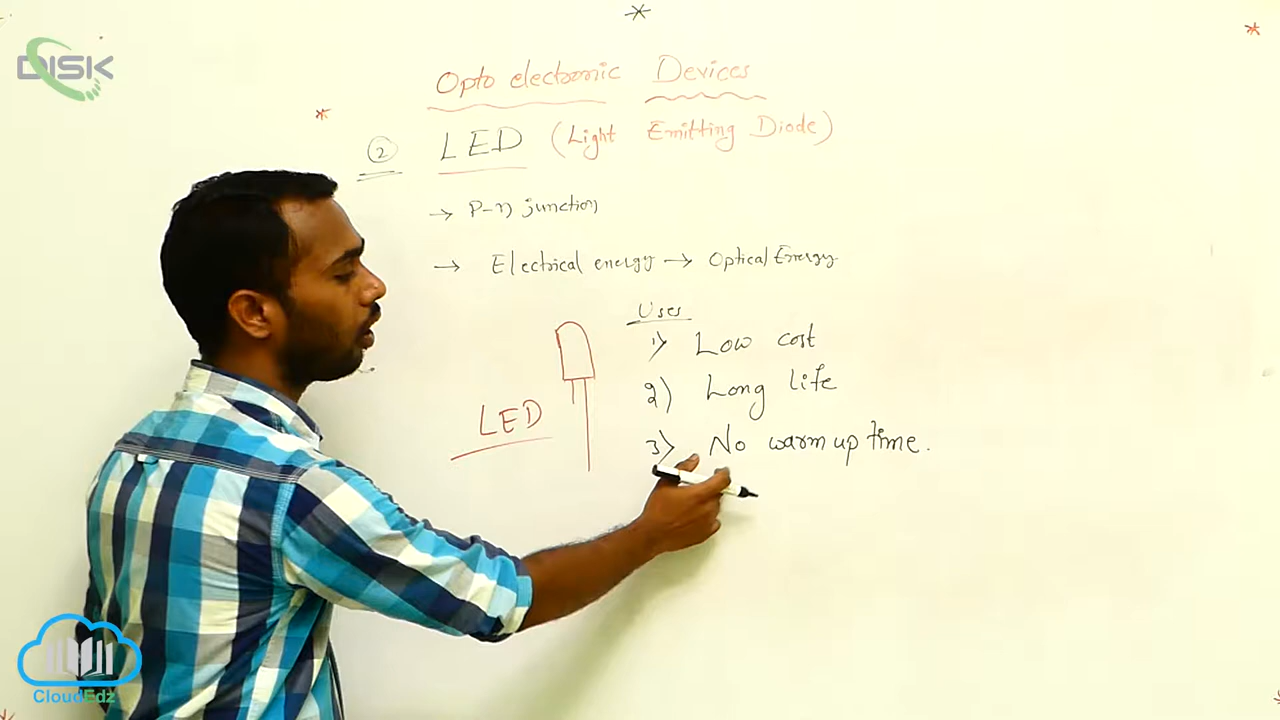 DISK
Opto electronic Devices
② LED (Light Emitting Diode)
→ P-n junction
→ Electrical energy → Optical Energy
Uses
1) Low cost
2) Long life
3) No warm up time.
LED
CloudEdz